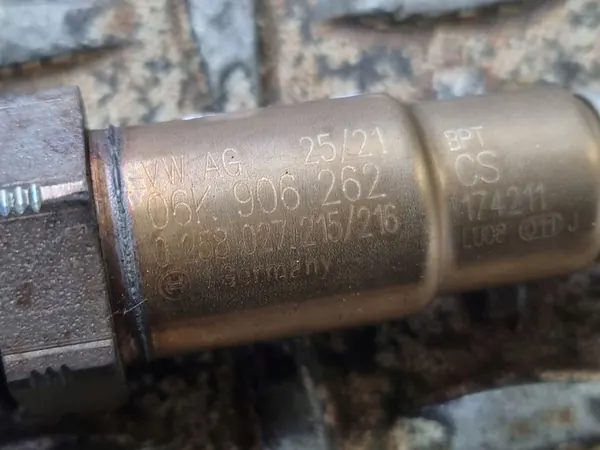 VW AG 25/21
06K 906 262
0 258 027 215/216
Germany
BPT
CS
174211